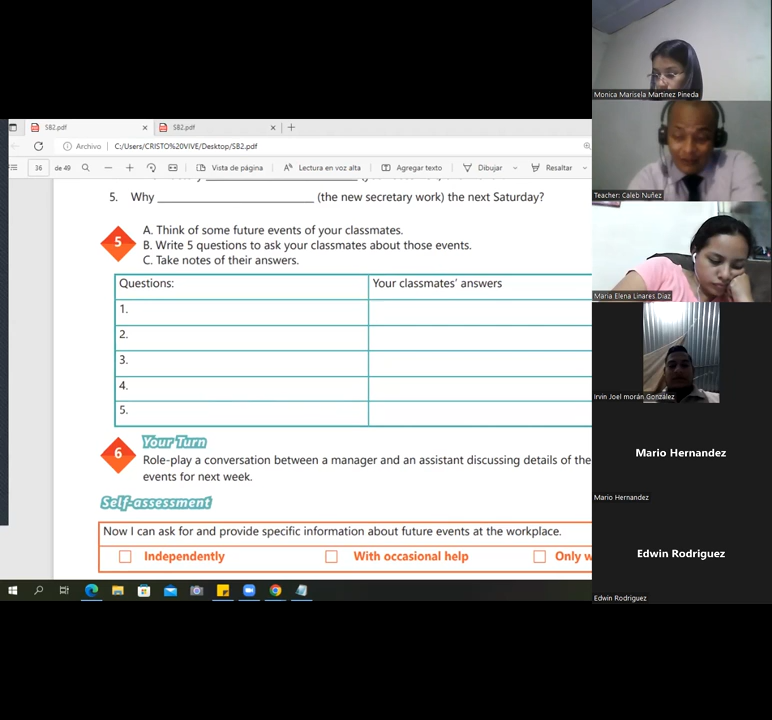 SB2.pdf
SB2.pdf
Archivo
C:/Users/CRISTO%20VIVE/Desktop/SB2.pdf
36
de 49
Vista de página
Lectura en voz alta
Agregar texto
Dibujar
Resaltar
5. Why ____________________ (the new secretary work) the next Saturday?
5
A. Think of some future events of your classmates.
B. Write 5 questions to ask your classmates about those events.
C. Take notes of their answers.
Questions:
Your classmates' answers
1.
2.
3.
4.
5.
6
Your Turn
Role-play a conversation between a manager and an assistant discussing details of the
events for next week.
Self-assessment
Now I can ask for and provide specific information about future events at the workplace.
Independently
With occasional help
Only
Monica Marisela Martinez Pineda
Teacher: Caleb Nuñez
Maria Elena Linares Diaz
Irvin Joel morán González
Mario Hernandez
Mario Hernandez
Edwin Rodriguez
Edwin Rodriguez